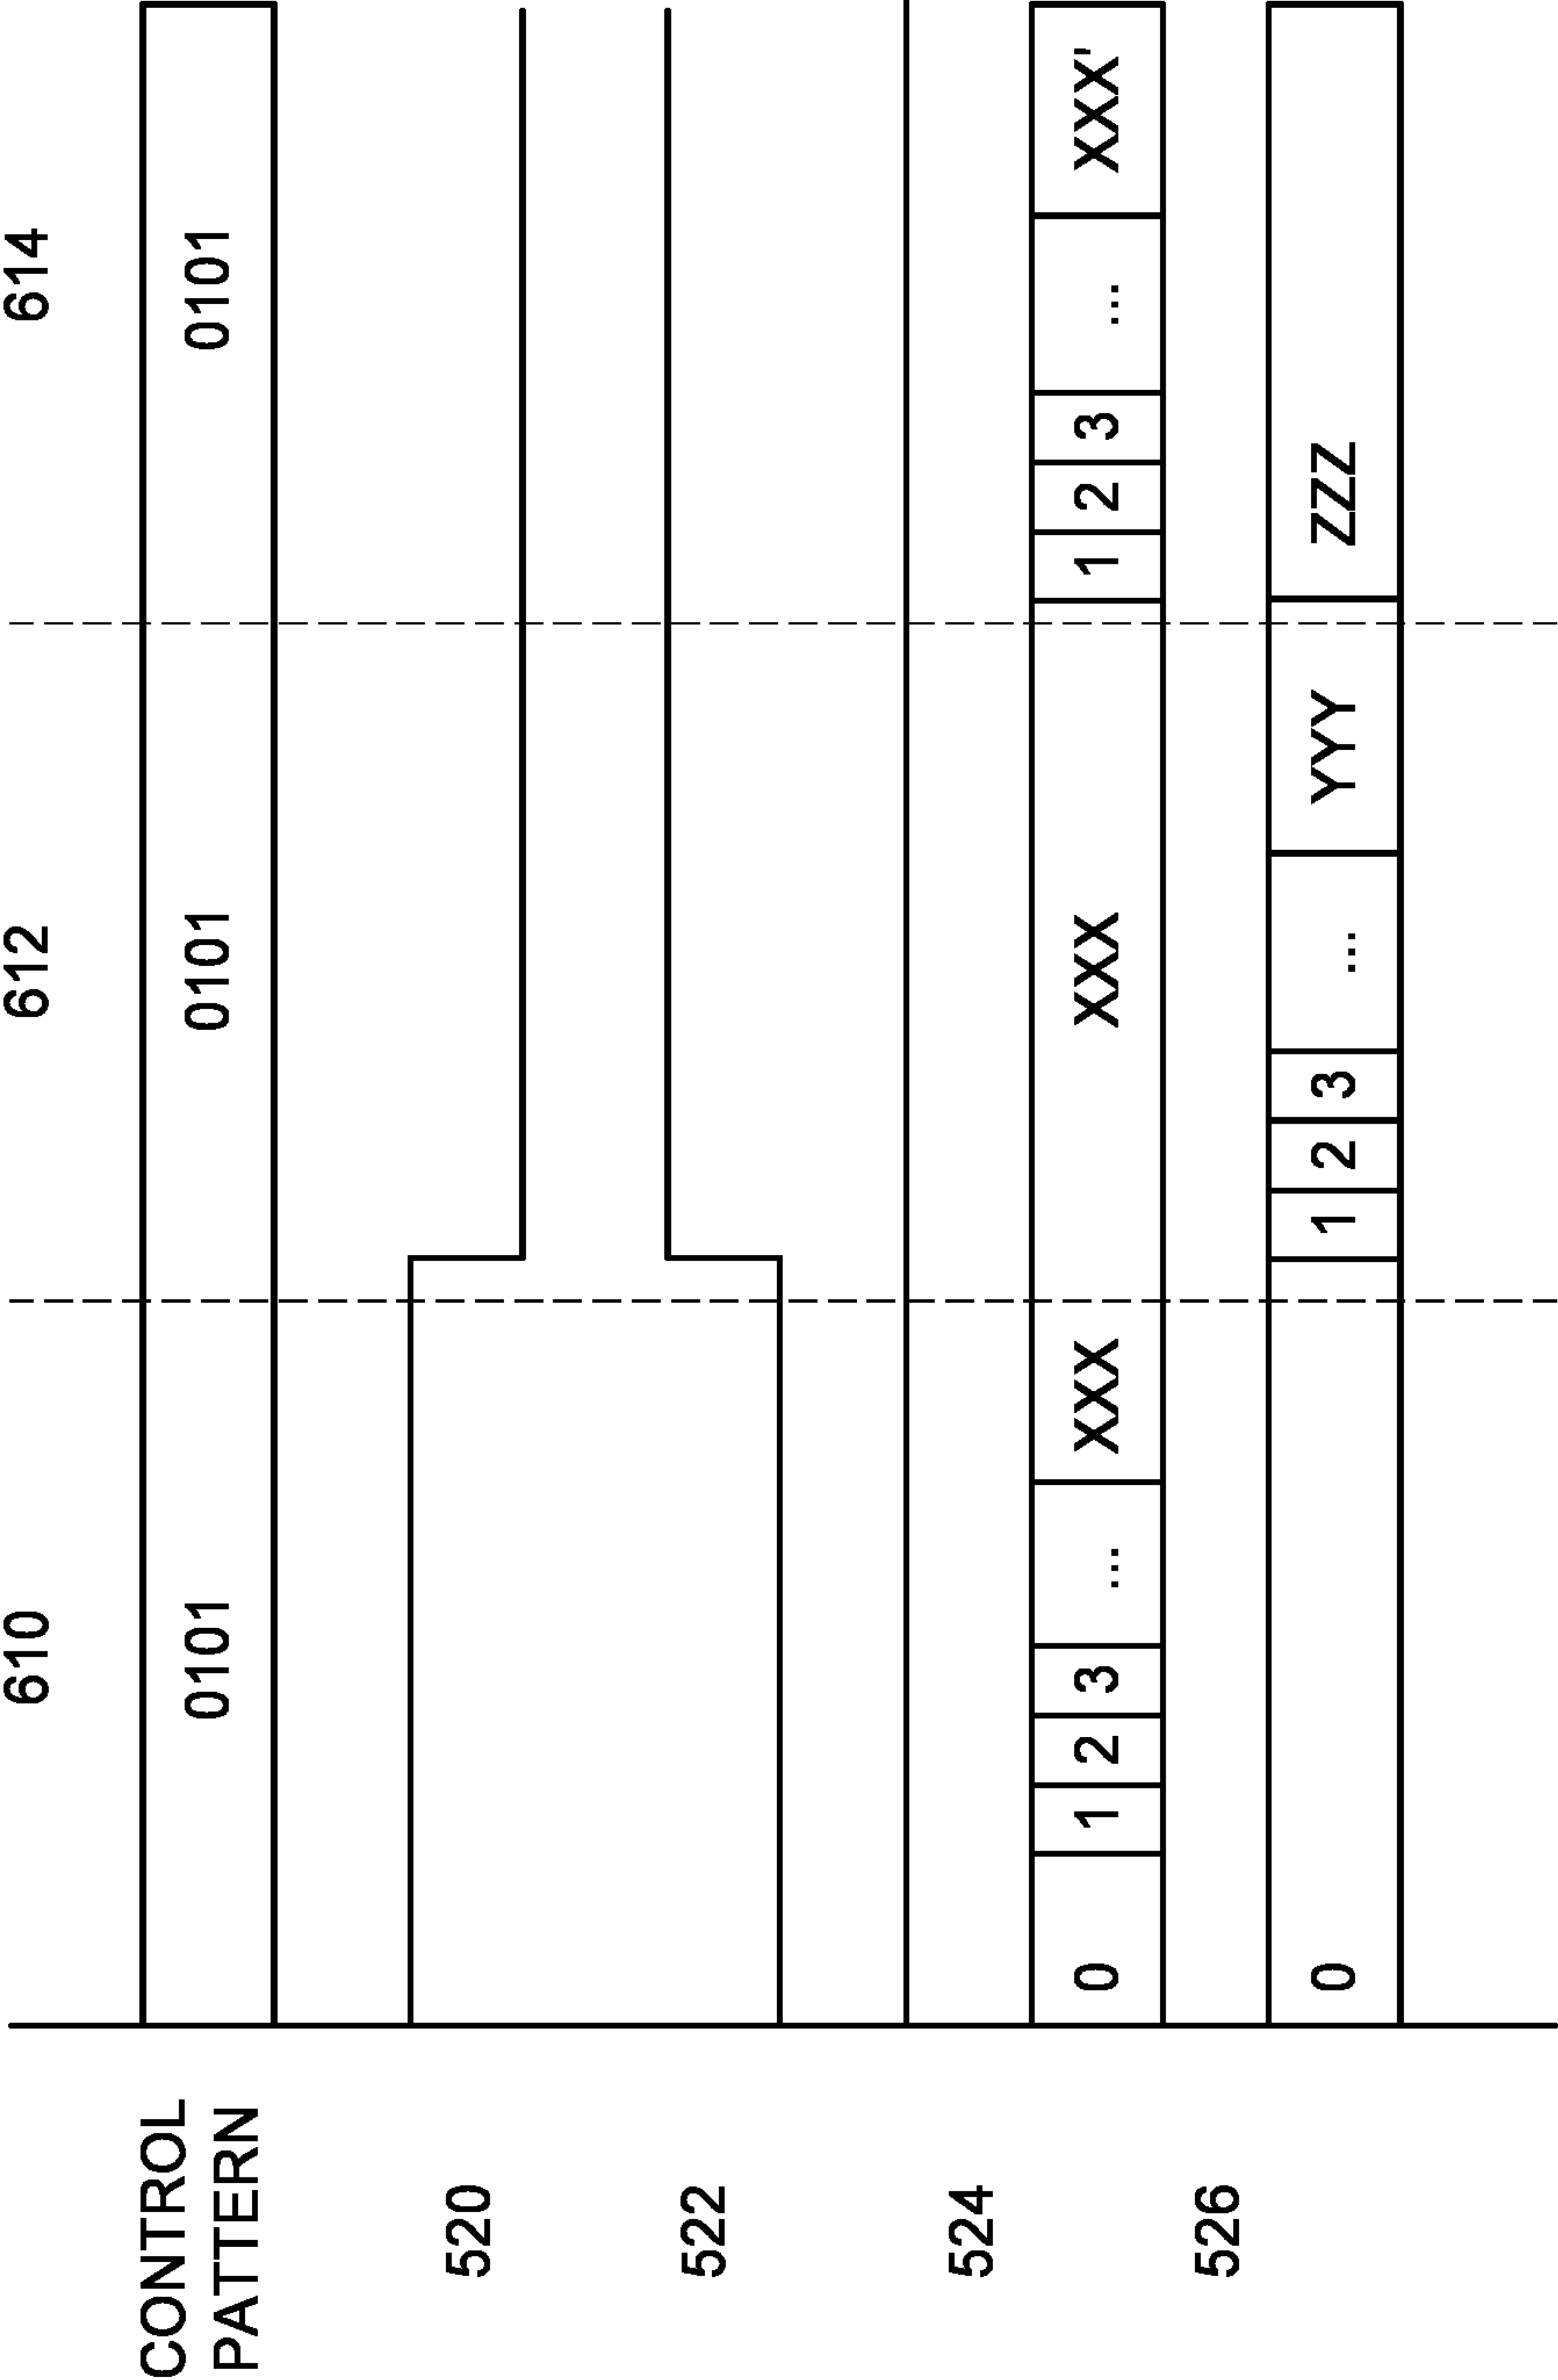 610 612 614
CONTROL
PATTERN
0101 0101 0101
520
522
524
0 1 2 3 ... XXX XXX 1 2 3 ... XXX'
526
0 1 2 3 ... YYY ZZZ